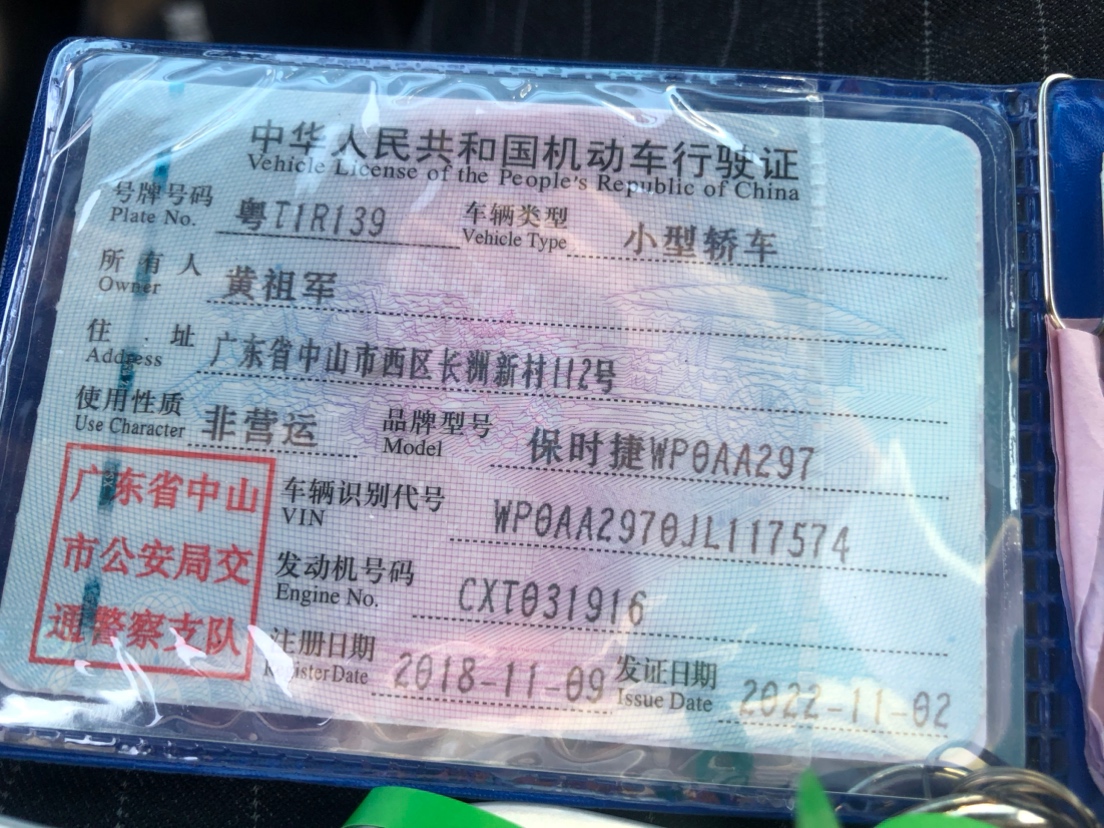 中华人民共和国机动车行驶证
Vehicle License of the People's Republic of China
号牌号码 粤T1R139 车辆类型 小型轿车
Plate No. Vehicle Type
所有人 黄祖军
Owner
住址 广东省中山市西区长洲新村112号
Address
使用性质 非营运 品牌型号 保时捷WP0AA297
Use Character Model
广东省中山
市公安局交
通警察支队
车辆识别代号 WP0AA2970JL117574
VIN
发动机号码 CXT031916
Engine No.
注册日期 2018-11-09 发证日期 2022-11-02
Register Date Issue Date